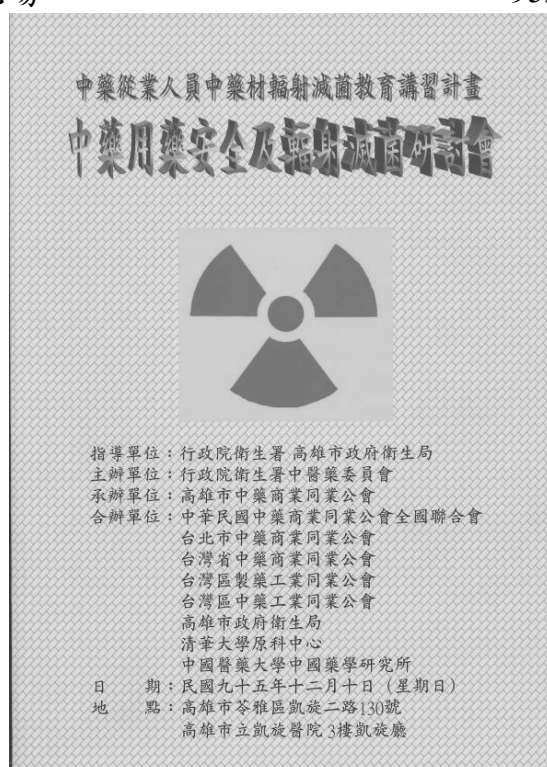 中藥從業人員中藥材輻射滅菌教育講習計畫
中藥用藥安全及輻射滅菌研討會
指導單位：行政院衛生署 高雄市政府衛生局
主辦單位：行政院衛生署中醫藥委員會
承辦單位：高雄市中藥商業同業公會
合辦單位：中華民國中藥商業同業公會全國聯合會
台北市中藥商業同業公會
台灣省中藥商業同業公會
台灣區製藥工業同業公會
台灣區中藥工業同業公會
高雄市政府衛生局
清華大學原科中心
中國醫藥大學中國藥學研究所
日　　期：民國九十五年十二月十日（星期日）
地　　點：高雄市苓雅區凱旋二路130號
高雄市立凱旋醫院 3樓凱旋廳